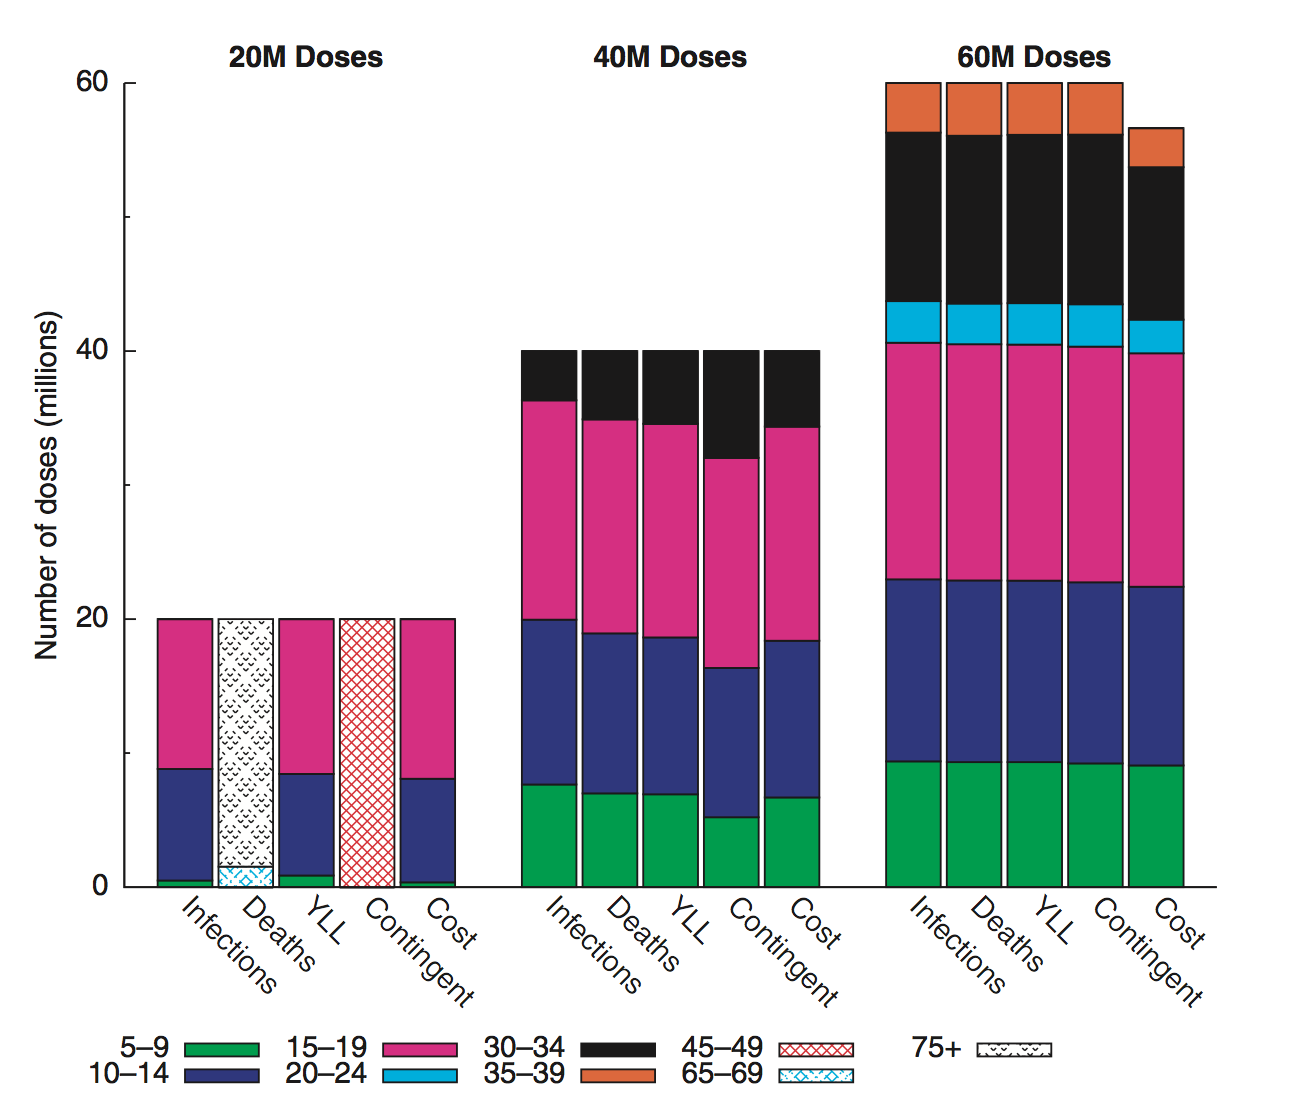 20M Doses 40M Doses 60M Doses
Number of doses (millions)
60
40
20
0
Infections Deaths YLL Contingent Cost Infections Deaths YLL Contingent Cost Infections Deaths YLL Contingent Cost
5–9 15–19 30–34 45–49 75+
10–14 20–24 35–39 65–69